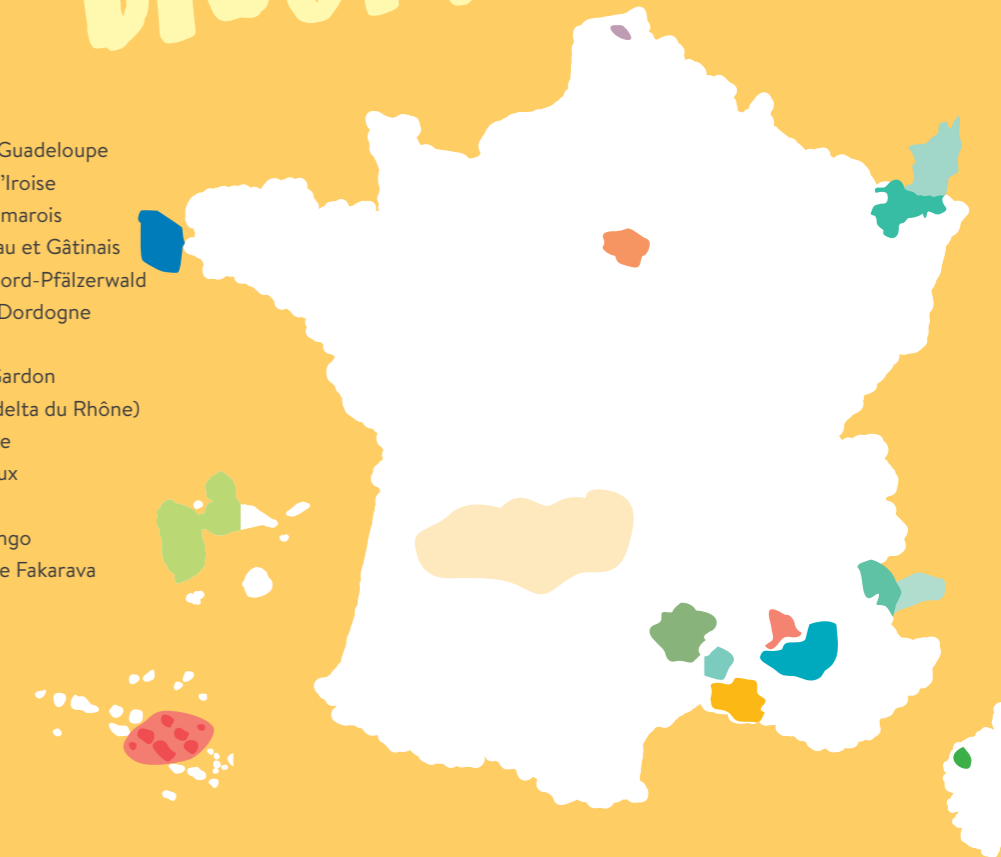 Guadeloupe
'Iroise
marois
au et Gâtinais
ord-Pfälzerwald
Dordogne
Gardon
delta du Rhône)
e
ux
ngo
e Fakarava